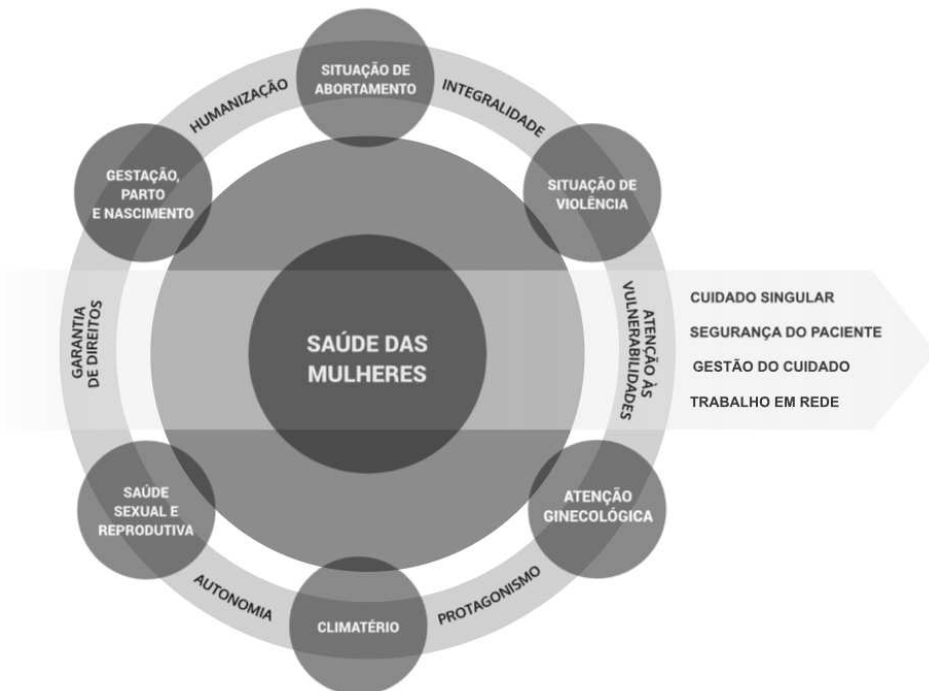 SITUAÇÃO DE
ABORTAMENTO
HUMANIZAÇÃO
INTEGRALIDADE
GESTAÇÃO,
PARTO
E NASCIMENTO
SITUAÇÃO DE
VIOLÊNCIA
GARANTIA
DE DIREITOS
SAÚDE DAS
MULHERES
ATENÇÃO ÀS
VULNERABILIDADES
CUIDADO SINGULAR
SEGURANÇA DO PACIENTE
GESTÃO DO CUIDADO
TRABALHO EM REDE
SAÚDE
SEXUAL E
REPRODUTIVA
ATENÇÃO
GINECOLÓGICA
AUTONOMIA
PROTAGONISMO
CLIMATÉRIO